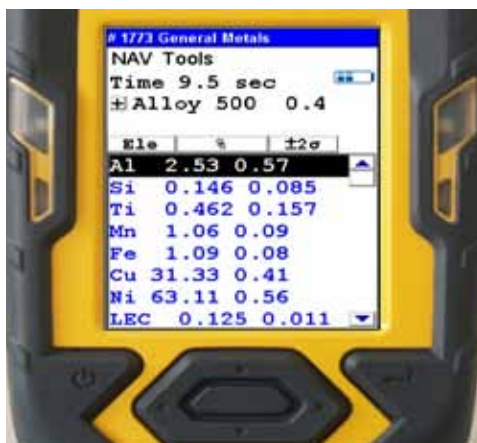 # 1773 General Metals
NAV Tools
Time 9.5 sec
+ Alloy 500 0.4
Ele % ±2σ
Al 2.53 0.57
Si 0.146 0.085
Ti 0.462 0.157
Mn 1.06 0.09
Fe 1.09 0.08
Cu 31.33 0.41
Ni 63.11 0.56
LEC 0.125 0.011